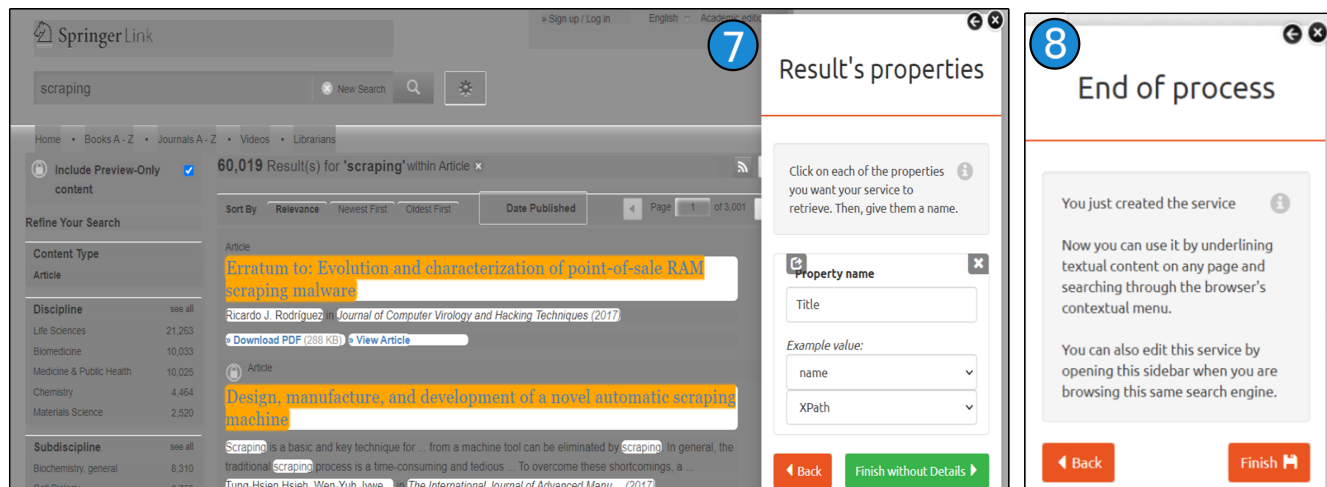 » Sign up / Log in English Academic editi
Springer Link
scraping New Search
Home • Books A - Z • Journals A - Z • Videos • Librarians
Include Preview-Only
content
Refine Your Search
Content Type
Article
Discipline see all
Life Sciences 21,263
Biomedicine 10,033
Medicine & Public Health 10,025
Chemistry 4,464
Materials Science 2,520
Subdiscipline see all
Biochemistry, general 8,310
60,019 Result(s) for 'scraping' within Article
Sort By Relevance Newest First Oldest First Date Published Page 1 of 3,001
Article
Erratum to: Evolution and characterization of point-of-sale RAM
scraping malware
Ricardo J. Rodríguez in Journal of Computer Virology and Hacking Techniques (2017)
» Download PDF (288 KB) » View Article
Article
Design, manufacture, and development of a novel automatic scraping
machine
Scraping is a basic and key technique for ... from a machine tool can be eliminated by scraping. In general, the
traditional scraping process is a time-consuming and tedious ... To overcome these shortcomings, a ...
Tung-Hsien Hsieh, Wen-Yuh Jywe... in The International Journal of Advanced Manu... (2017)
7
Result's properties
Click on each of the properties
you want your service to
retrieve. Then, give them a name.
Property name
Title
Example value:
name
XPath
Back Finish without Details
8
End of process
You just created the service
Now you can use it by underlining
textual content on any page and
searching through the browser's
contextual menu.
You can also edit this service by
opening this sidebar when you are
browsing this same search engine.
Back Finish